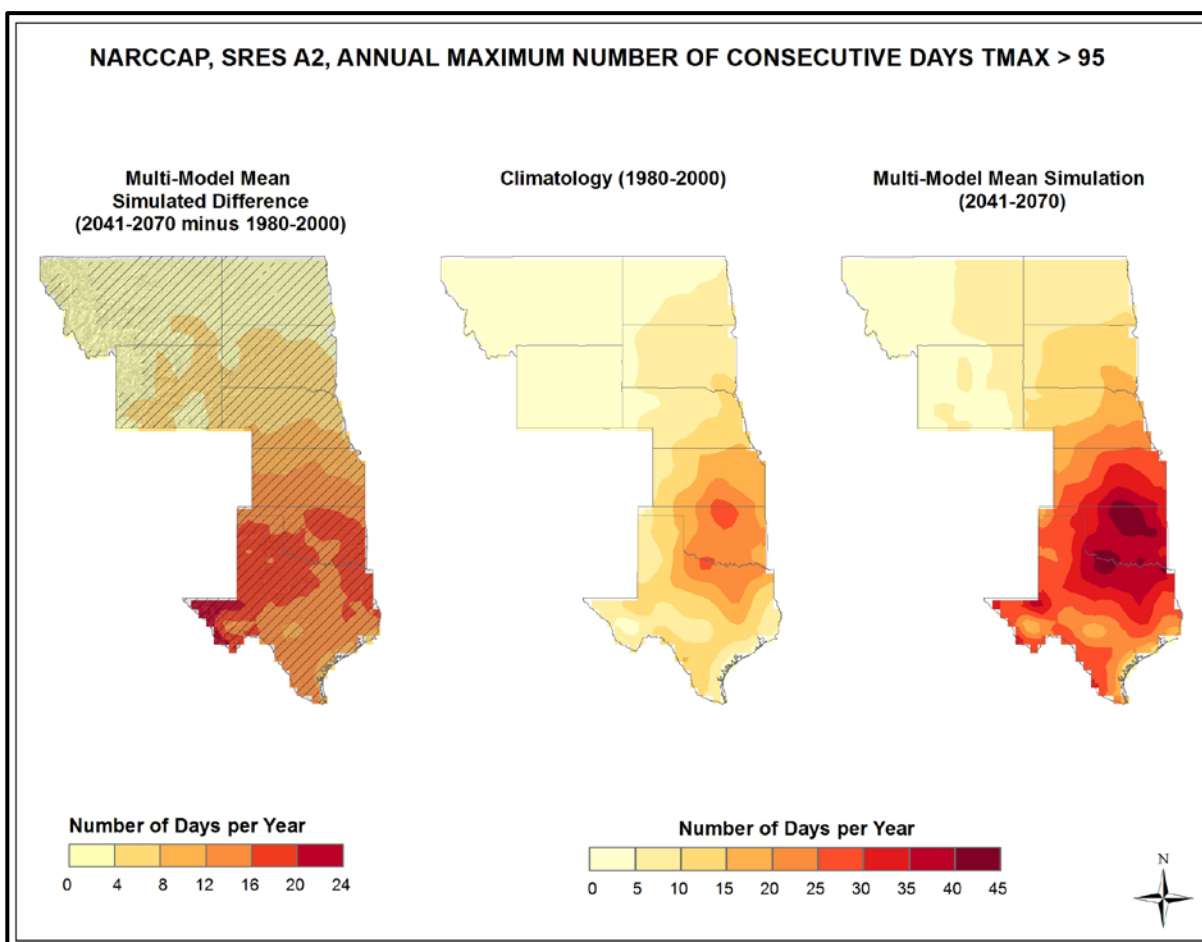 NARCCAP, SRES A2, ANNUAL MAXIMUM NUMBER OF CONSECUTIVE DAYS TMAX > 95
Multi-Model Mean
Simulated Difference
(2041-2070 minus 1980-2000)
Climatology (1980-2000)
Multi-Model Mean Simulation
(2041-2070)
Number of Days per Year
0 4 8 12 16 20 24
Number of Days per Year
0 5 10 15 20 25 30 35 40 45
N